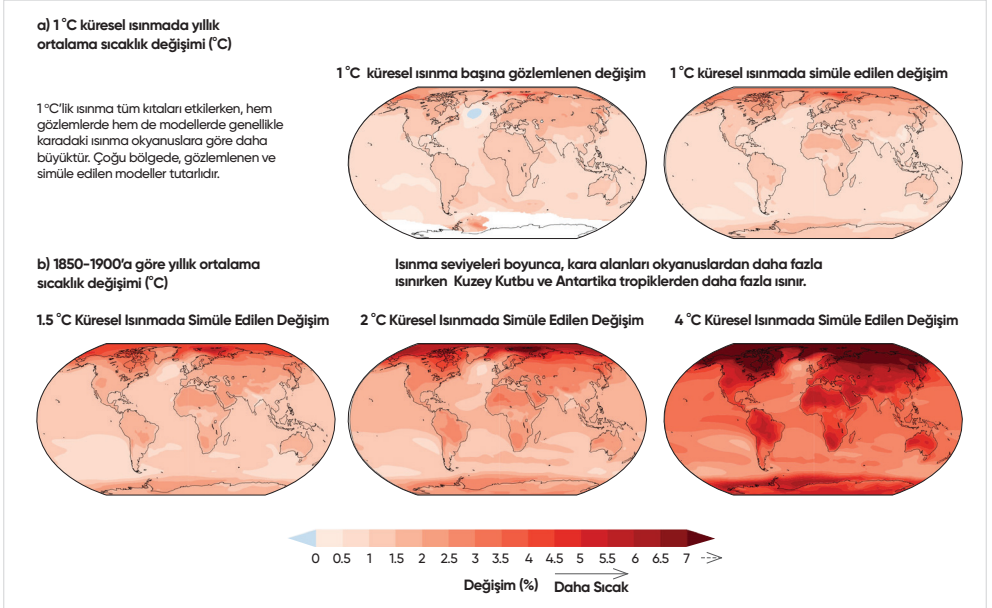 a) 1 °C küresel ısınmada yıllık
ortalama sıcaklık değişimi (°C)
1 °C küresel ısınma başına gözlemlenen değişim
1 °C küresel ısınmada simüle edilen değişim
1 °C'lik ısınma tüm kıtaları etkilerken, hem
gözlemlerde hem de modellerde genellikle
karadaki ısınma okyanuslara göre daha
büyüktür. Çoğu bölgede, gözlemlenen ve
simüle edilen modeller tutarlıdır.
b) 1850-1900'a göre yıllık ortalama
sıcaklık değişimi (°C)
Isınma seviyeleri boyunca, kara alanları okyanuslardan daha fazla
ısınırken Kuzey Kutbu ve Antartika tropiklerden daha fazla ısınır.
1.5 °C Küresel Isınmada Simüle Edilen Değişim
2 °C Küresel Isınmada Simüle Edilen Değişim
4 °C Küresel Isınmada Simüle Edilen Değişim
0 0.5 1 1.5 2 2.5 3 3.5 4 4.5 5 5.5 6 6.5 7
Değişim (%) Daha Sıcak